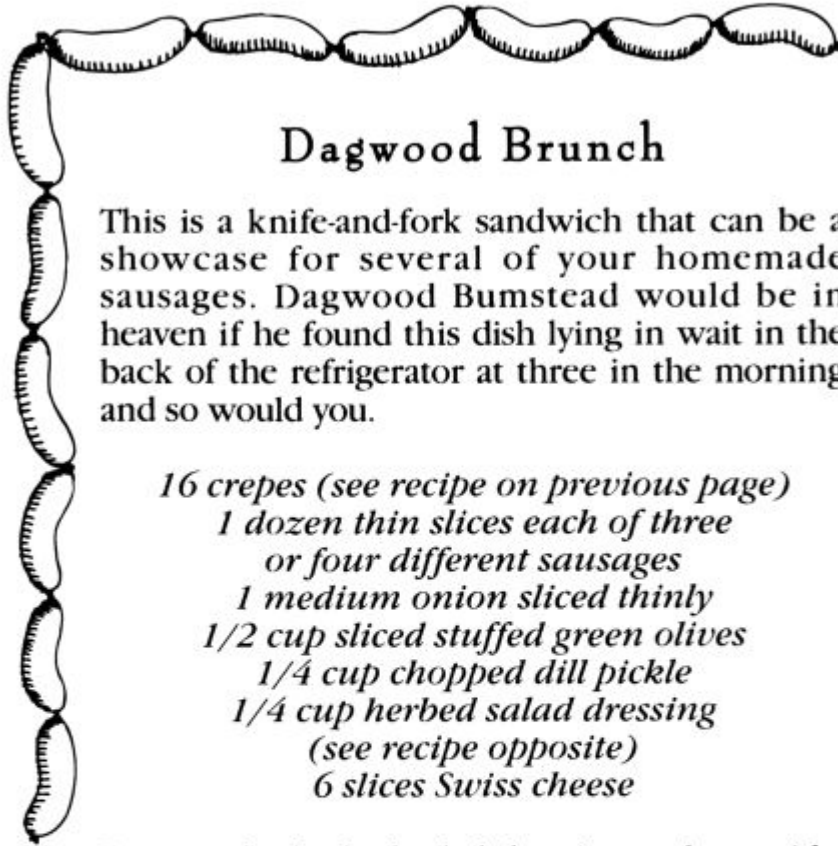 Dagwood Brunch
This is a knife-and-fork sandwich that can be a
showcase for several of your homemade
sausages. Dagwood Bumstead would be in
heaven if he found this dish lying in wait in the
back of the refrigerator at three in the morning
and so would you.
16 crepes (see recipe on previous page)
1 dozen thin slices each of three
or four different sausages
1 medium onion sliced thinly
1/2 cup sliced stuffed green olives
1/4 cup chopped dill pickle
1/4 cup herbed salad dressing
(see recipe opposite)
6 slices Swiss cheese